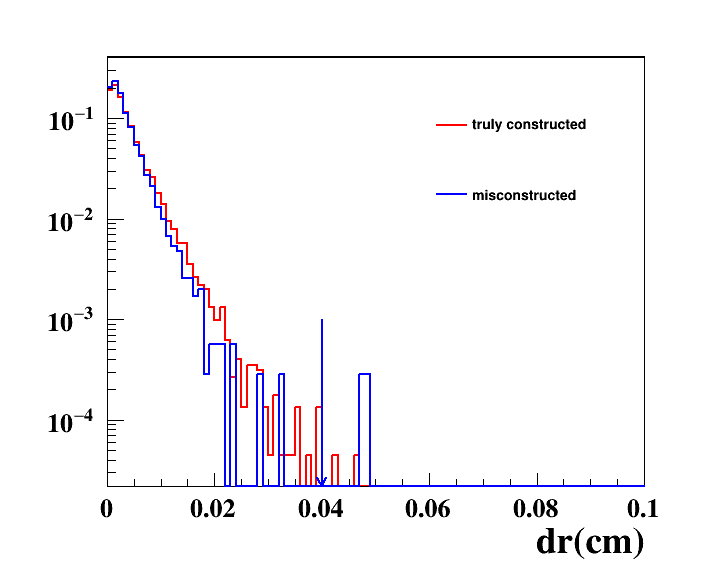 truly constructed
misconstructed
10⁻¹
10⁻²
10⁻³
10⁻⁴
0 0.02 0.04 0.06 0.08 0.1
dr(cm)